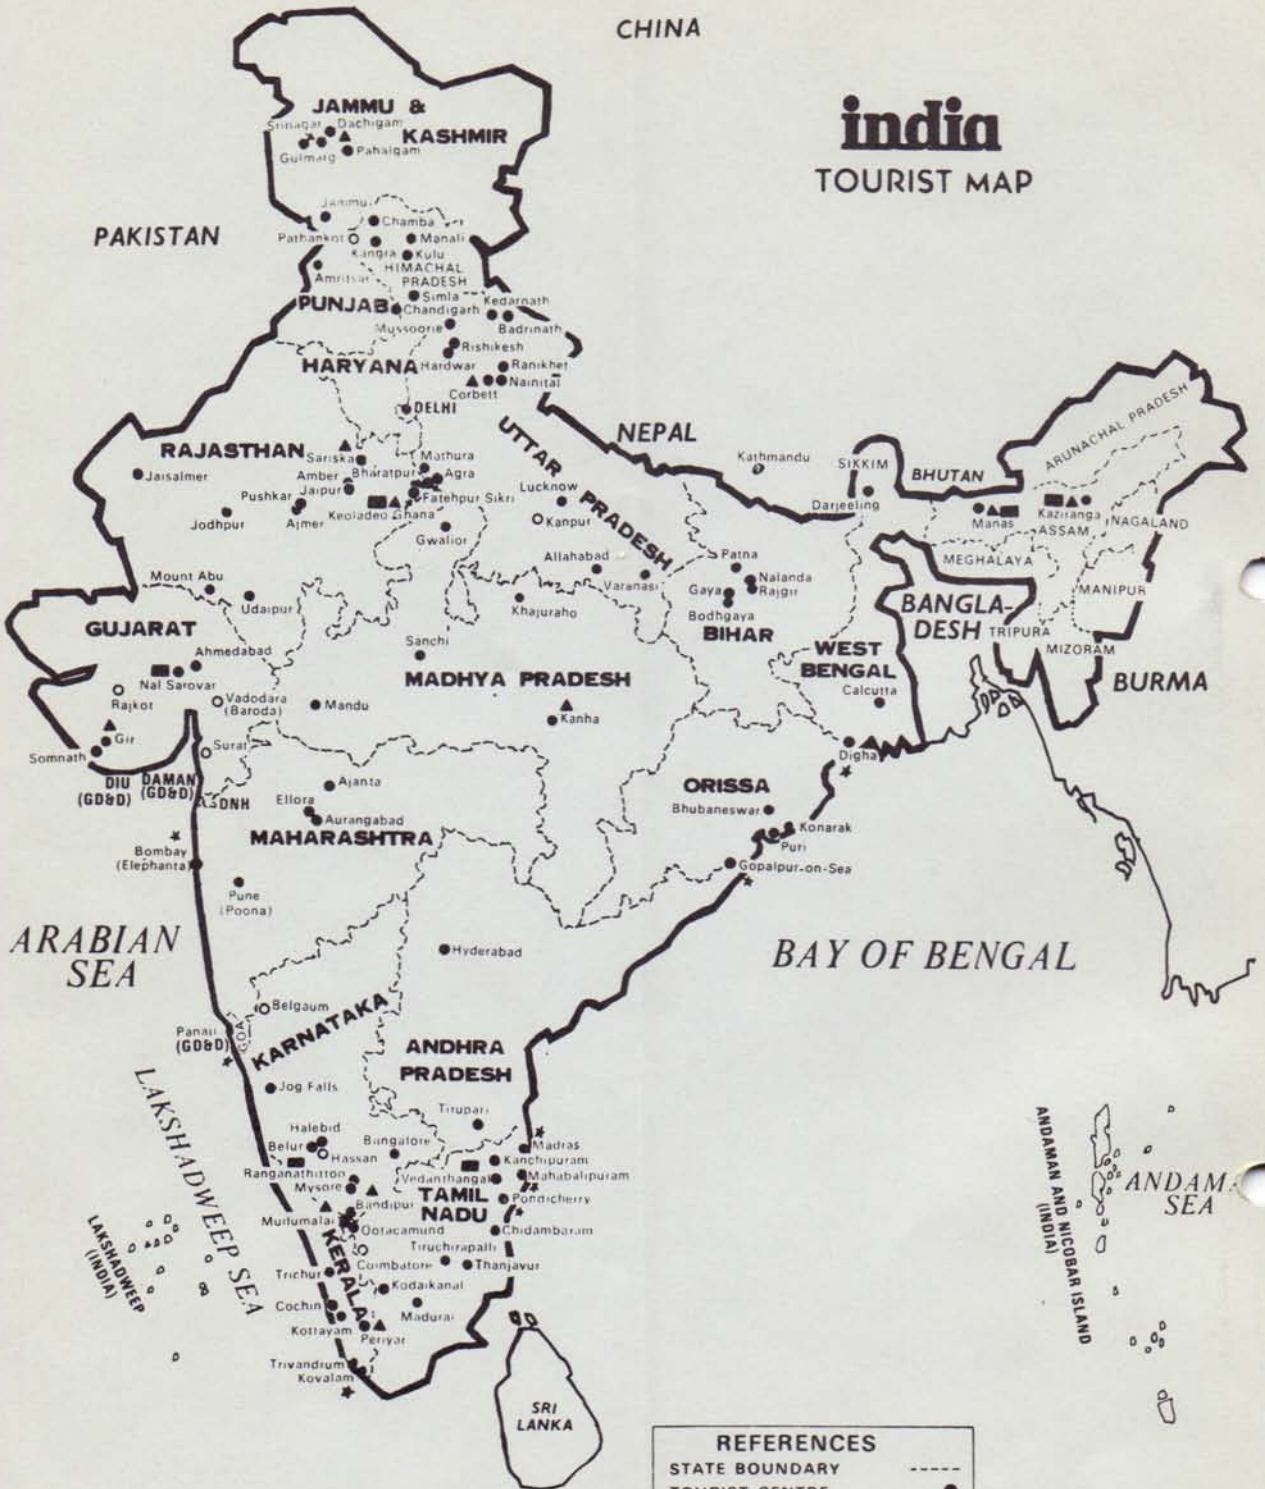 CHINA
india
TOURIST MAP
JAMMU &
KASHMIR
Srinagar
Dachigam
Gulmarg
Pahalgam
PAKISTAN
Jammu
Chamba
Pathankot
Manali
Kangra
Kulu
HIMACHAL
PRADESH
Amritsar
Simla
Kedarnath
PUNJAB
Chandigarh
Mussoorie
Badrinath
Rishikesh
HARYANA
Hardwar
Ranikhet
Nainital
Corbett
DELHI
UTTAR
PRADESH
NEPAL
Kathmandu
SIKKIM
BHUTAN
ARUNACHAL PRADESH
RAJASTHAN
Sariska
Mathura
Jaisalmer
Amber
Bharatpur
Agra
Pushkar
Jaipur
Fatehpur Sikri
Lucknow
Darjeeling
Manas
Kaziranga
ASSAM
NAGALAND
Jodhpur
Ajmer
Keoladeo Ghana
Kanpur
Gwalior
Allahabad
Patna
MEGHALAYA
Mount Abu
Varanasi
Nalanda
MANIPUR
Udaipur
Khajuraho
Gaya
Rajgir
Bodhgaya
BANGLA-
DESH
GUJARAT
BIHAR
TRIPURA
Sanchi
WEST
BENGAL
MIZORAM
Ahmedabad
Nal Sarovar
MADHYA PRADESH
Calcutta
BURMA
Rajkot
Vadodara
(Baroda)
Mandu
Kanha
Gir
Surat
Somnath
Digha
DIU
(GD&D)
DAMAN
(GD&D)
DNH
Ajanta
ORISSA
Ellora
Aurangabad
Bhubaneswar
MAHARASHTRA
Konarak
Puri
Bombay
(Elephanta)
Gopalpur-on-Sea
Pune
(Poona)
ARABIAN
SEA
Hyderabad
BAY OF BENGAL
Belgaum
Panaji
(GD&D)
GOA
KARNATAKA
ANDHRA
PRADESH
LAKSHADWEEP SEA
Jog Falls
Tirupati
Halebid
Belur
Hassan
Bangalore
Madras
Kanchipuram
Ranganathittoo
Vedanthangal
Mahabalipuram
Mysore
Bandipur
TAMIL
NADU
Pondicherry
Mudumalai
Ootacamund
Chidambaram
KERALA
Tiruchirapalli
Coimbatore
Thanjavur
Trichur
Kodaikanal
Cochin
Madurai
Kottayam
Periyar
Trivandrum
Kovalam
LAKSHADWEEP
(INDIA)
ANDAMAN AND NICOBAR ISLAND
(INDIA)
ANDAMA
SEA
SRI
LANKA
REFERENCES
STATE BOUNDARY
TOURIST CENTRE